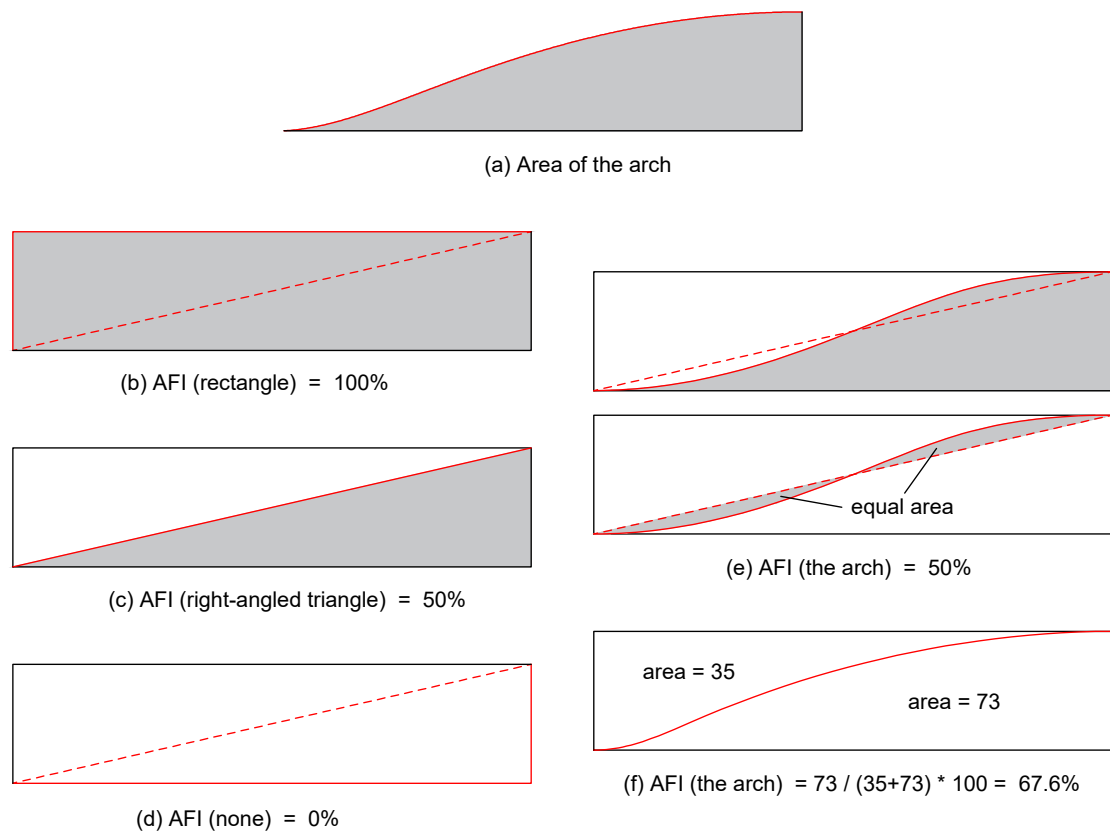 (a) Area of the arch
(b) AFI (rectangle) = 100%
(c) AFI (right-angled triangle) = 50%
(d) AFI (none) = 0%
equal area
(e) AFI (the arch) = 50%
area = 35
area = 73
(f) AFI (the arch) = 73 / (35+73) * 100 = 67.6%